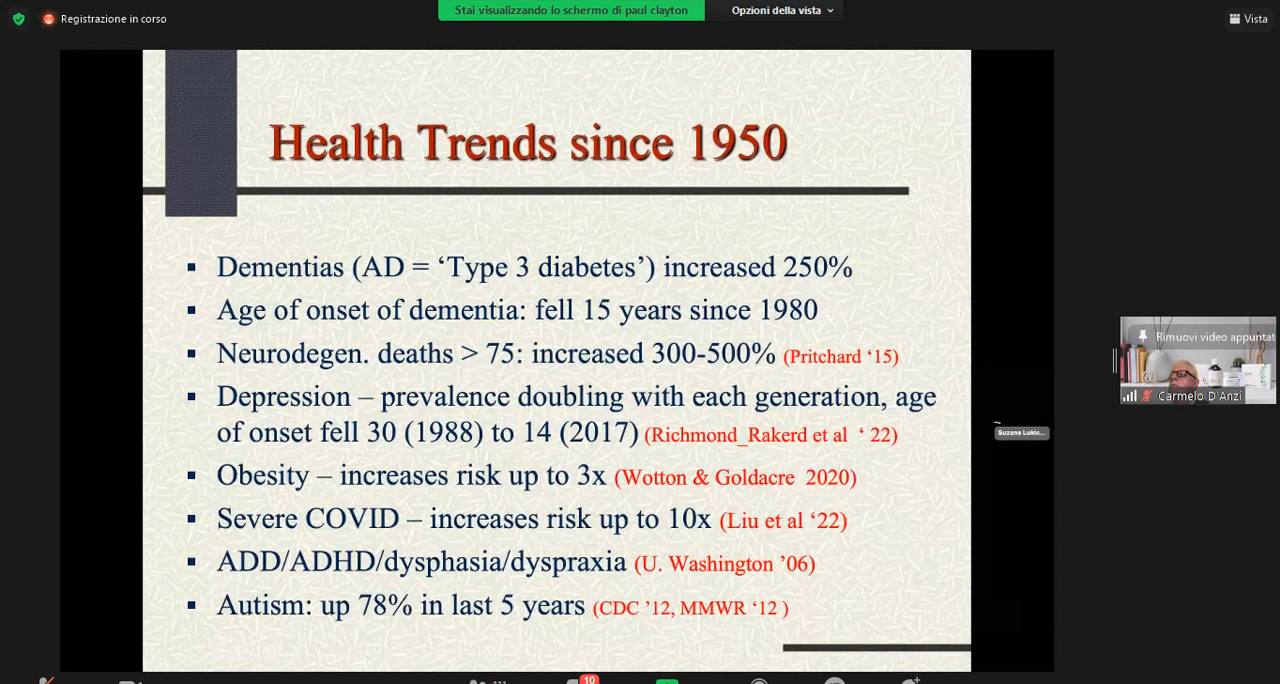 Registrazione in corso
Stai visualizzando lo schermo di paul clayton
Opzioni della vista
Vista
Health Trends since 1950
▪ Dementias (AD = ‘Type 3 diabetes’) increased 250%
▪ Age of onset of dementia: fell 15 years since 1980
▪ Neurodegen. deaths > 75: increased 300-500% (Pritchard ‘15)
▪ Depression – prevalence doubling with each generation, age
of onset fell 30 (1988) to 14 (2017) (Richmond_Rakerd et al ‘ 22)
▪ Obesity – increases risk up to 3x (Wotton & Goldacre 2020)
▪ Severe COVID – increases risk up to 10x (Liu et al ‘22)
▪ ADD/ADHD/dysphasia/dyspraxia (U. Washington ’06)
▪ Autism: up 78% in last 5 years (CDC ’12, MMWR ‘12 )
Rimuovi video appuntat
Carmelo D'Anzi
Suzana Lukic...
111
10